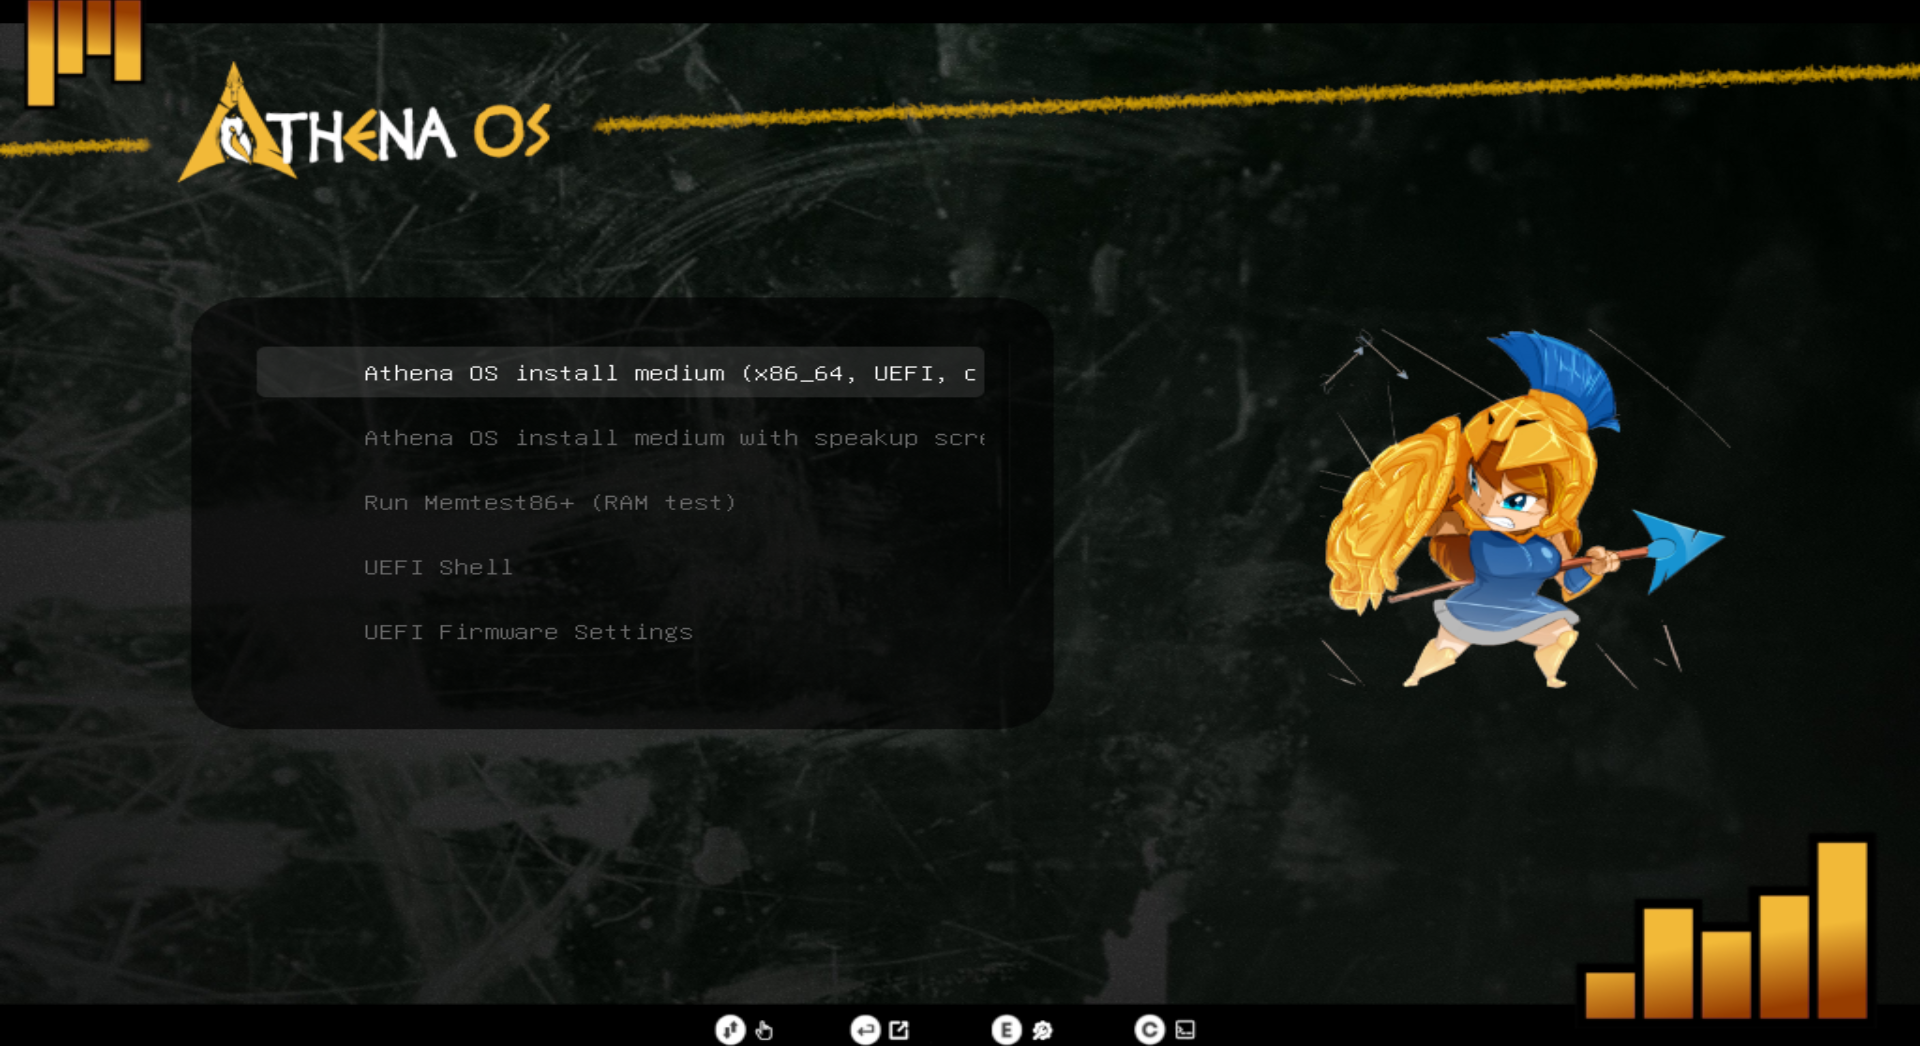 ATHENA OS
Athena OS install medium (x86_64, UEFI, c
Athena OS install medium with speakup scre
Run Memtest86+ (RAM test)
UEFI Shell
UEFI Firmware Settings
E
C